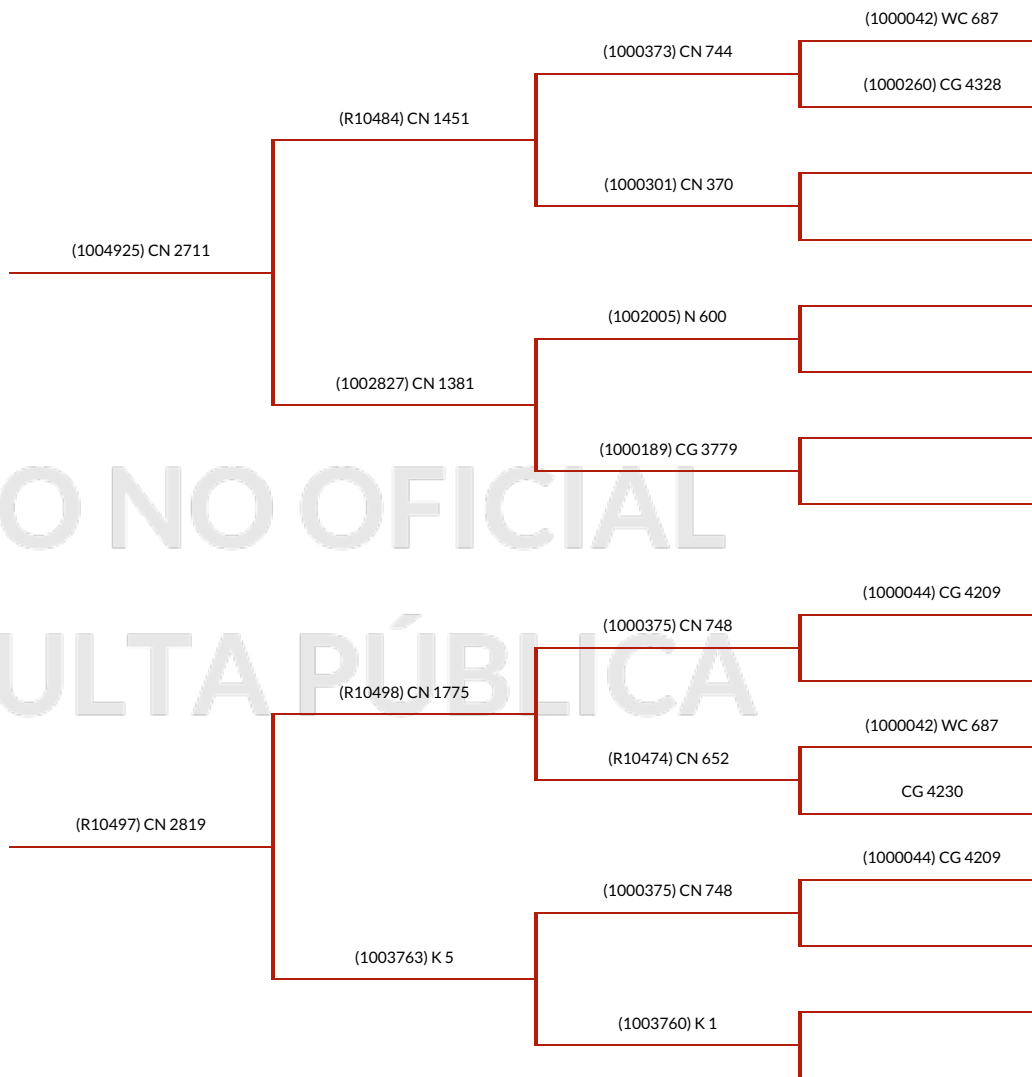 (1000042) WC 687
(1000373) CN 744
(1000260) CG 4328
(R10484) CN 1451
(1000301) CN 370
(1004925) CN 2711
(1002005) N 600
(1002827) CN 1381
(1000189) CG 3779
O NO OFICIAL
(1000044) CG 4209
(1000375) CN 748
ULTA PÚBLICA
(R10498) CN 1775
(1000042) WC 687
(R10474) CN 652
CG 4230
(R10497) CN 2819
(1000044) CG 4209
(1000375) CN 748
(1003763) K 5
(1003760) K 1